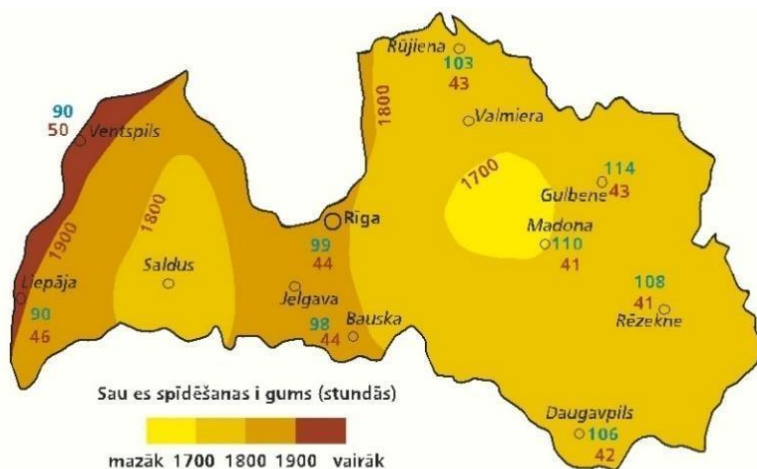 Rūjiena
103
43
1800
90
50
Ventspils
Valmiera
1700
114
Gulbene
43
1800
Rīga
Madona
110
41
1900
99
44
Saldus
Jelgava
Liepāja
90
46
98
44
Bauska
108
41
Rēzekne
Sau es spīdēšanas i gums (stundās)
mazāk 1700 1800 1900 vairāk
Daugavpils
106
42